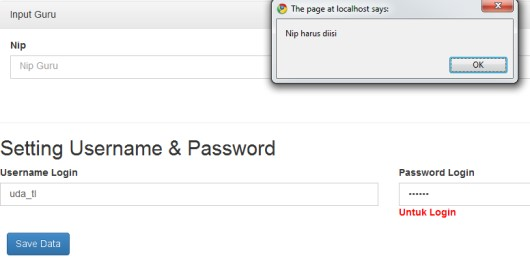 Input Guru
The page at localhost says:
Nip harus diisi
OK
Nip
Nip Guru
Setting Username & Password
Username Login
Password Login
uda_tl
••••••
Untuk Login
Save Data